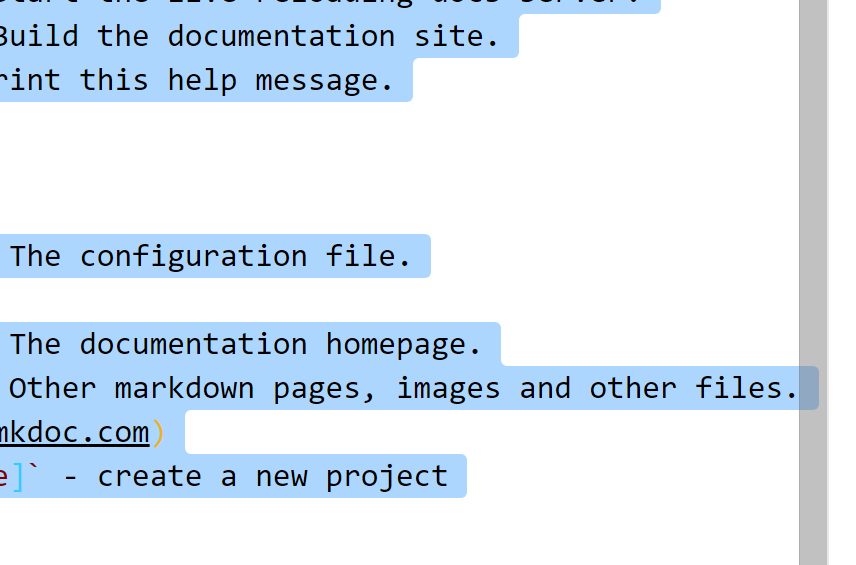 Build the documentation site.
rint this help message.
The configuration file.
The documentation homepage.
Other markdown pages, images and other files.
mkdoc.com)
e]` - create a new project